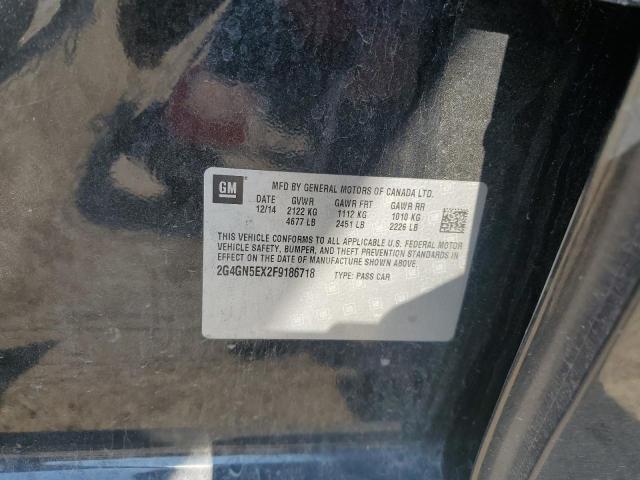 GM
MFD BY GENERAL MOTORS OF CANADA LTD.
DATE GVWR GAWR FRT GAWR RR
12/14 2122 KG 1112 KG 1010 KG
4677 LB 2451 LB 2226 LB
THIS VEHICLE CONFORMS TO ALL APPLICABLE U.S. FEDERAL MOTOR
VEHICLE SAFETY, BUMPER, AND THEFT PREVENTION STANDARDS IN
EFFECT ON THE DATE OF MANUFACTURE SHOWN ABOVE.
2G4GN5EX2F9186718 TYPE: PASS CAR